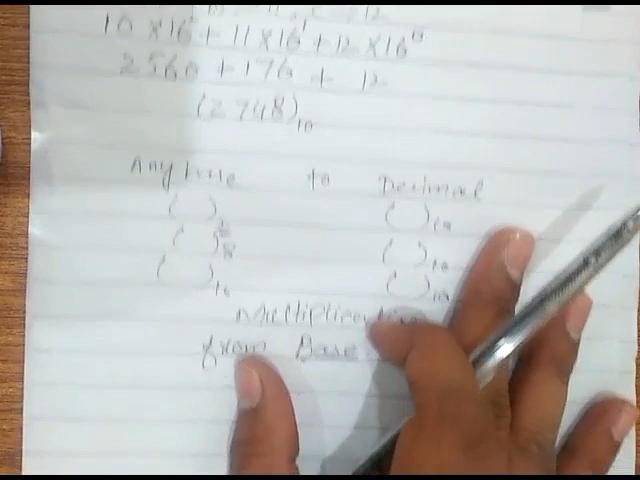 10 × 16² + 11 × 16¹ + 12 × 16⁰
2560 + 176 + 12
(2748)₁₀
Any to Decimal
( )₂ ( )₁₀
( )₈ ( )₁₀
( )₁₆ ( )₁₀
Multiplication
from Base